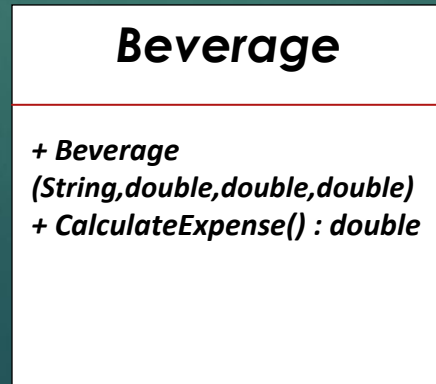 Beverage
+ Beverage
(String,double,double,double)
+ CalculateExpense() : double